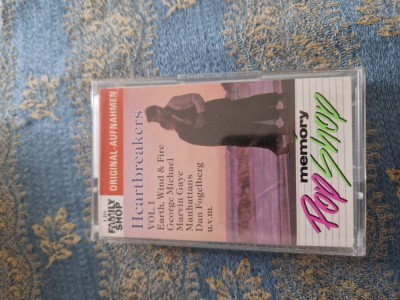 FAMILY
SHOP
ORIGINAL-AUFNAHMEN
Heartbreakers
VOL.1
Earth, Wind & Fire
George Michael
Marvin Gaye
Manhattans
Dan Fogelberg
u.v.m.
memory
Pop Shop